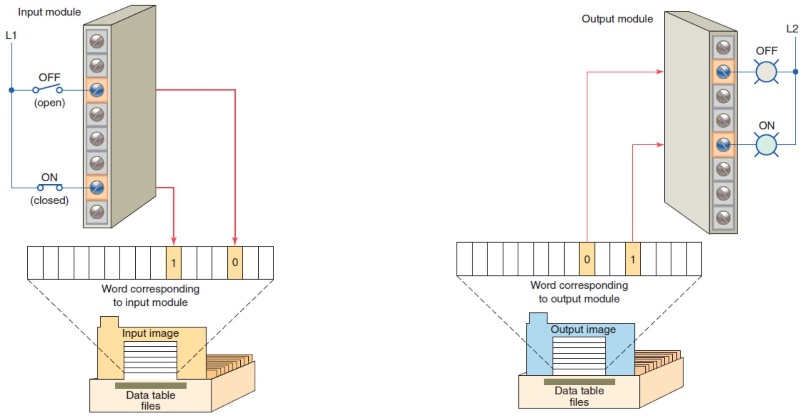 Input module
L1
OFF
(open)
ON
(closed)
1
0
Word corresponding
to input module
Input image
Data table
files
Output module
L2
OFF
ON
0
1
Word corresponding
to output module
Output image
Data table
files